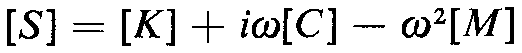 [S] = [K] + iω[C] − ω²[M]